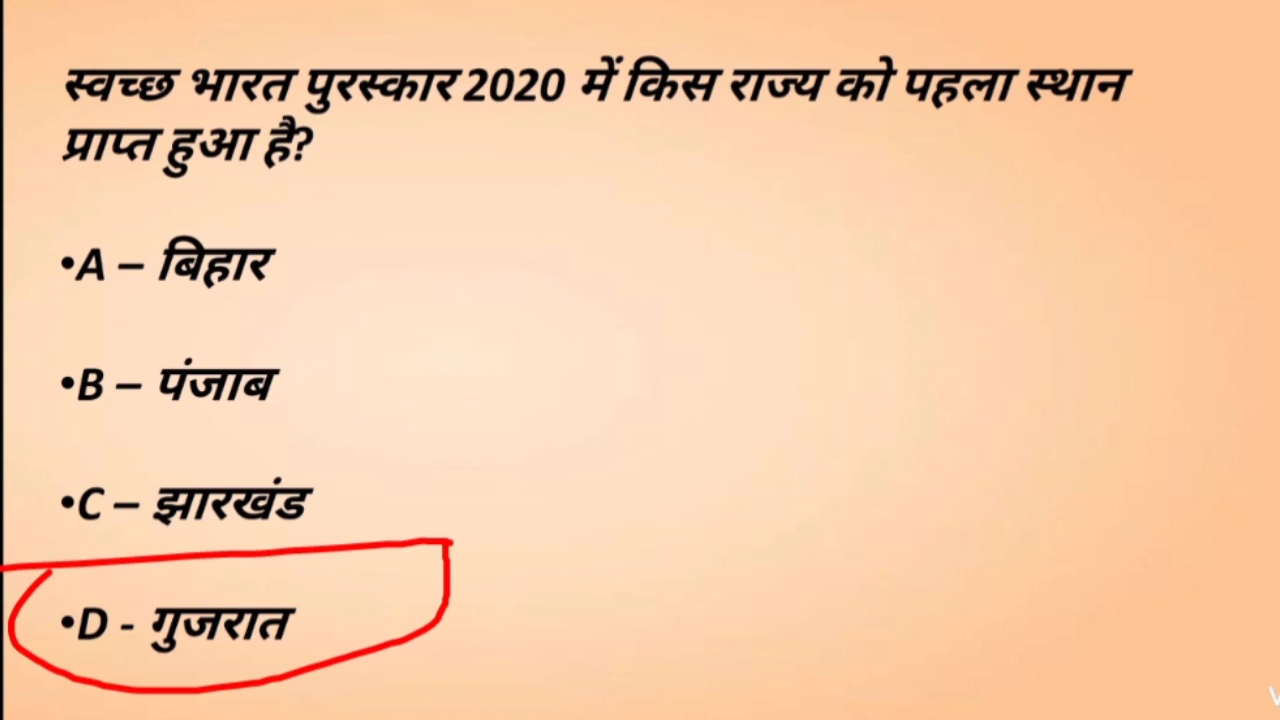 स्वच्छ भारत पुरस्कार 2020 में किस राज्य को पहला स्थान
प्राप्त हुआ है?
•A – बिहार
•B – पंजाब
•C – झारखंड
•D - गुजरात